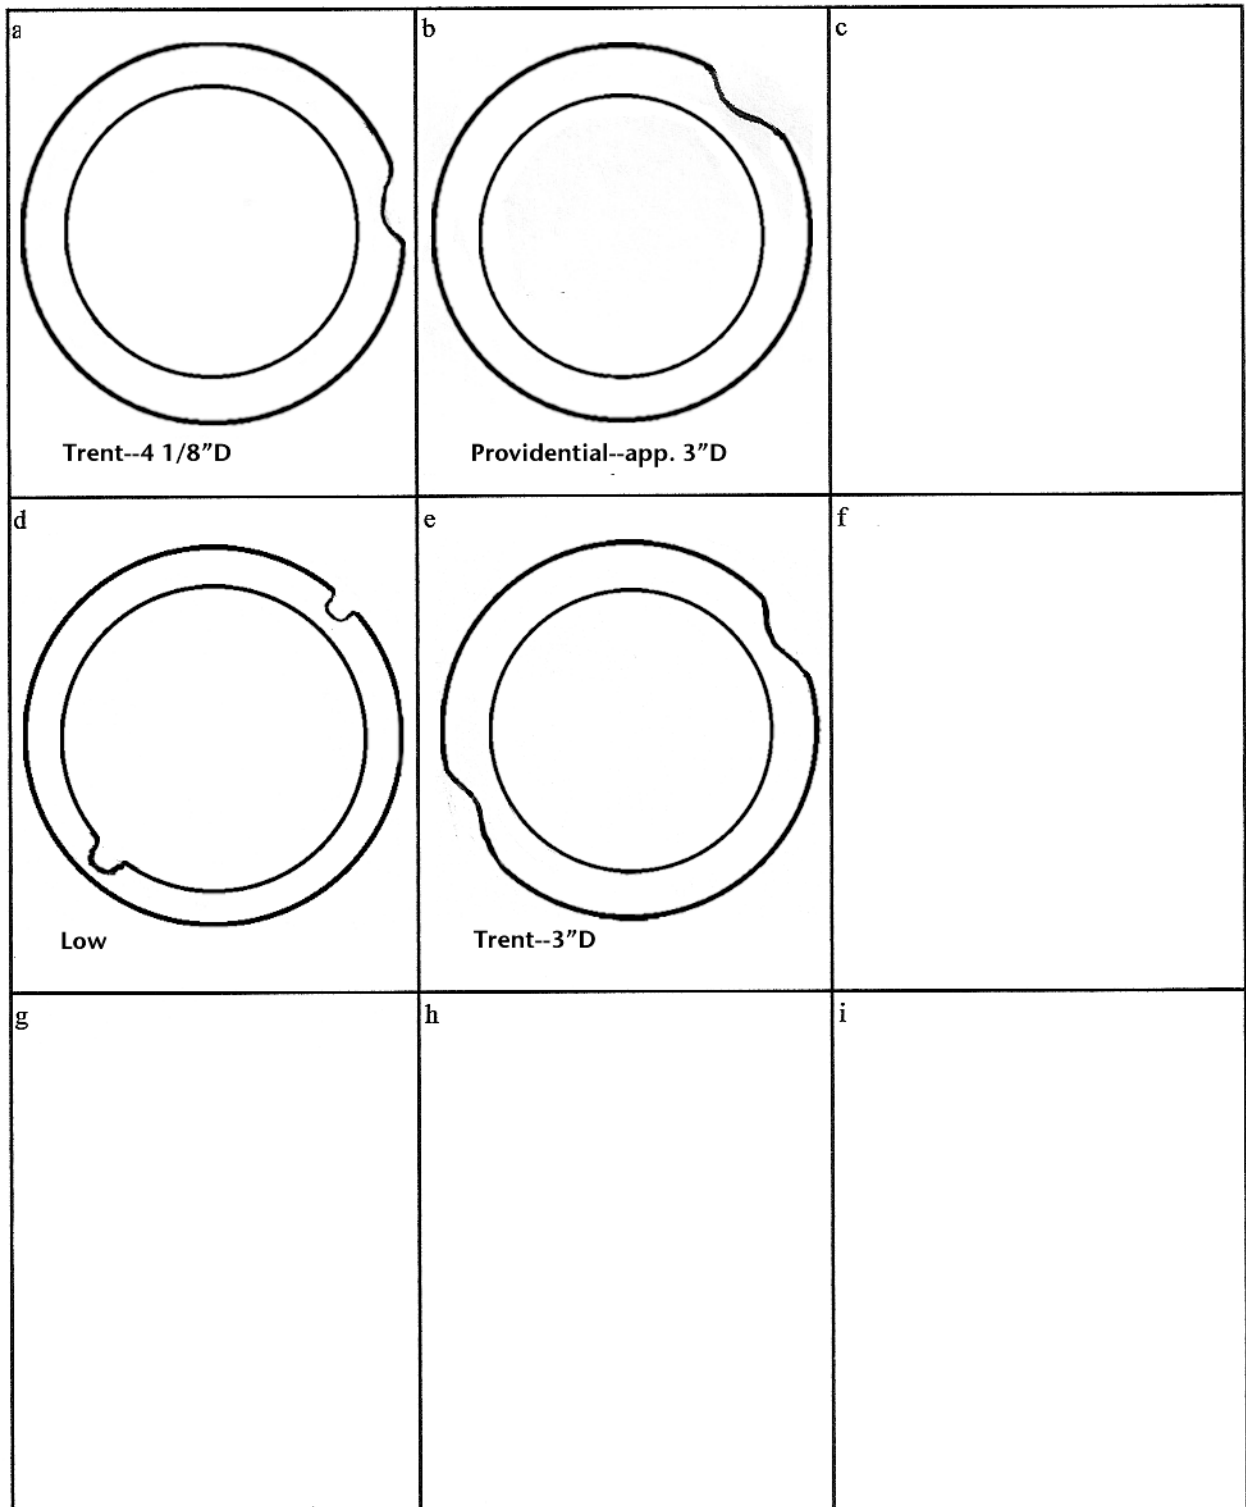 a
b
c
Trent--4 1/8"D
Providential--app. 3"D
d
e
f
Low
Trent--3"D
g
h
i